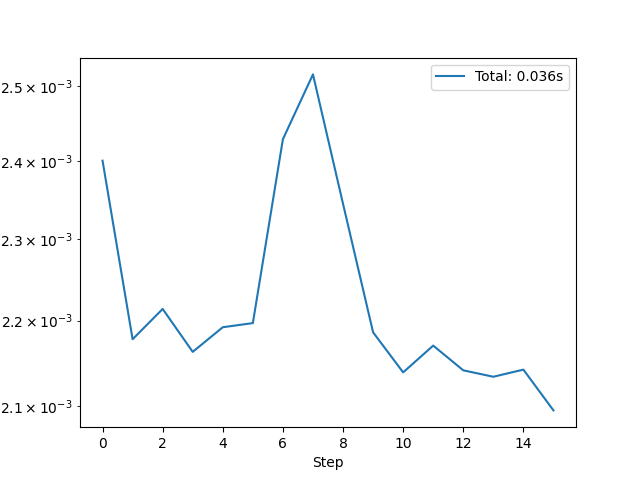 Total: 0.036s
2.5 × 10⁻³
2.4 × 10⁻³
2.3 × 10⁻³
2.2 × 10⁻³
2.1 × 10⁻³
0 2 4 6 8 10 12 14
Step